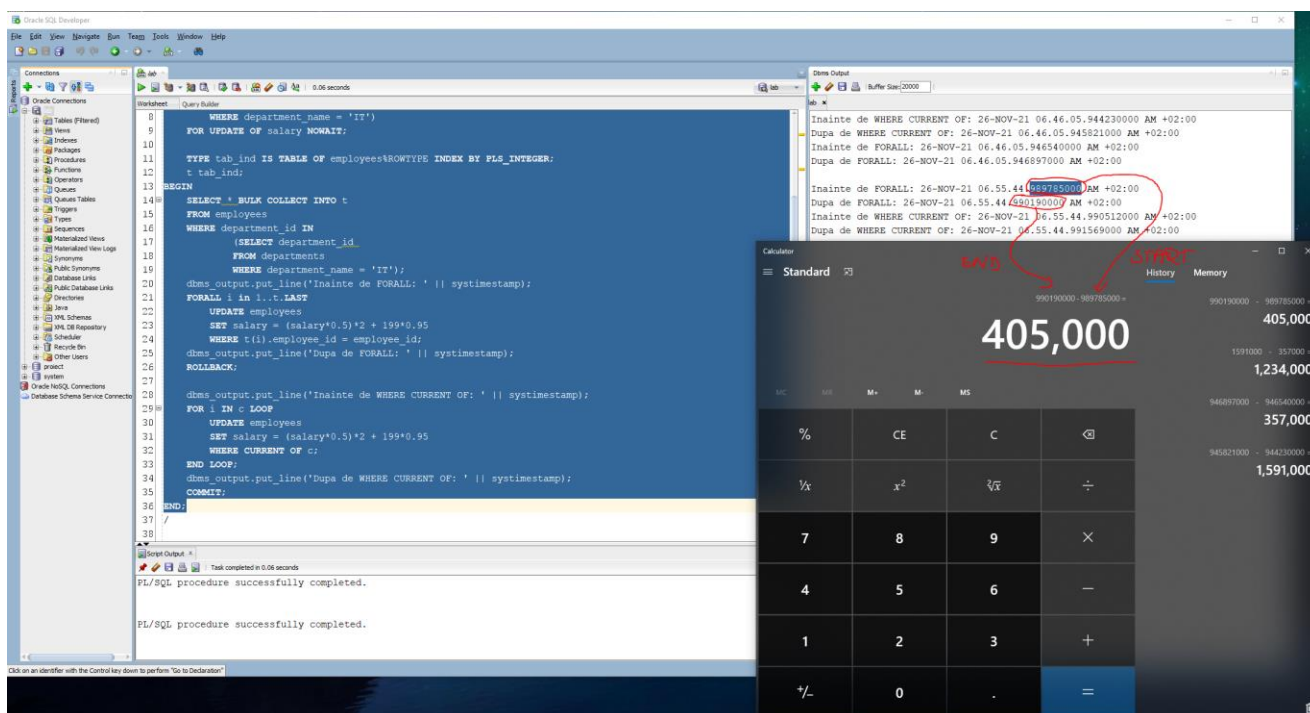 Oracle SQL Developer
File Edit View Navigate Run Team Tools Window Help
Connections
Reports
Oracle Connections
Tables (Filtered)
Views
Indexes
Packages
Procedures
Functions
Operators
Queues
Queues Tables
Triggers
Types
Sequences
Materialized Views
Materialized View Logs
Synonyms
Public Synonyms
Database Links
Public Database Links
Directories
Java
XML Schemas
XML DB Repository
Scheduler
Recycle Bin
Other Users
proiect
system
Oracle NoSQL Connections
Database Schema Service Connectio
lab
0.06 seconds
lab
Worksheet Query Builder
8 WHERE department_name = 'IT')
9 FOR UPDATE OF salary NOWAIT;
10
11 TYPE tab_ind IS TABLE OF employees%ROWTYPE INDEX BY PLS_INTEGER;
12 t tab_ind;
13 BEGIN
14 SELECT * BULK COLLECT INTO t
15 FROM employees
16 WHERE department_id IN
17 (SELECT department_id
18 FROM departments
19 WHERE department_name = 'IT');
20 dbms_output.put_line('Inainte de FORALL: ' || systimestamp);
21 FORALL i in 1..t.LAST
22 UPDATE employees
23 SET salary = (salary*0.5)*2 + 199*0.95
24 WHERE t(i).employee_id = employee_id;
25 dbms_output.put_line('Dupa de FORALL: ' || systimestamp);
26 ROLLBACK;
27
28 dbms_output.put_line('Inainte de WHERE CURRENT OF: ' || systimestamp);
29 FOR i IN c LOOP
30 UPDATE employees
31 SET salary = (salary*0.5)*2 + 199*0.95
32 WHERE CURRENT OF c;
33 END LOOP;
34 dbms_output.put_line('Dupa de WHERE CURRENT OF: ' || systimestamp);
35 COMMIT;
36 END;
37 /
38
Script Output
Task completed in 0.06 seconds
PL/SQL procedure successfully completed.
PL/SQL procedure successfully completed.
Click on an identifier with the Control key down to perform "Go to Declaration"
Dbms Output
Buffer Size: 20000
lab
Inainte de WHERE CURRENT OF: 26-NOV-21 06.46.05.944230000 AM +02:00
Dupa de WHERE CURRENT OF: 26-NOV-21 06.46.05.945821000 AM +02:00
Inainte de FORALL: 26-NOV-21 06.46.05.946540000 AM +02:00
Dupa de FORALL: 26-NOV-21 06.46.05.946897000 AM +02:00
Inainte de FORALL: 26-NOV-21 06.55.44.989785000 AM +02:00
Dupa de FORALL: 26-NOV-21 06.55.44.990190000 AM +02:00
Inainte de WHERE CURRENT OF: 26-NOV-21 06.55.44.990512000 AM +02:00
Dupa de WHERE CURRENT OF: 26-NOV-21 06.55.44.991569000 AM +02:00
Calculator
Standard
END
START
History Memory
990190000 - 989785000 =
405,000
990190000 - 989785000 =
405,000
1591000 - 357000 =
1,234,000
946897000 - 946540000 =
357,000
945821000 - 944230000 =
1,591,000
MC MR M+ M- MS
% CE C
1/x x² ²√x ÷
7 8 9 ×
4 5 6 −
1 2 3 +
+/- 0 . =